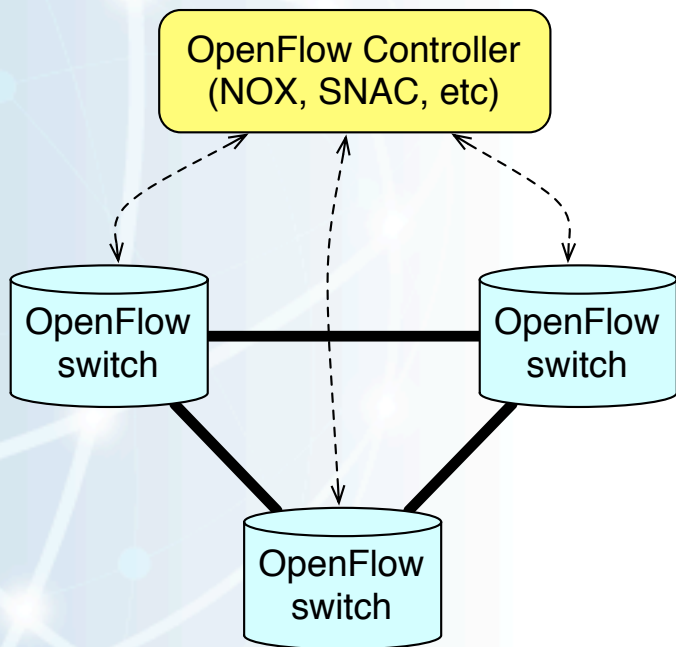 OpenFlow Controller
(NOX, SNAC, etc)
OpenFlow
switch
OpenFlow
switch
OpenFlow
switch